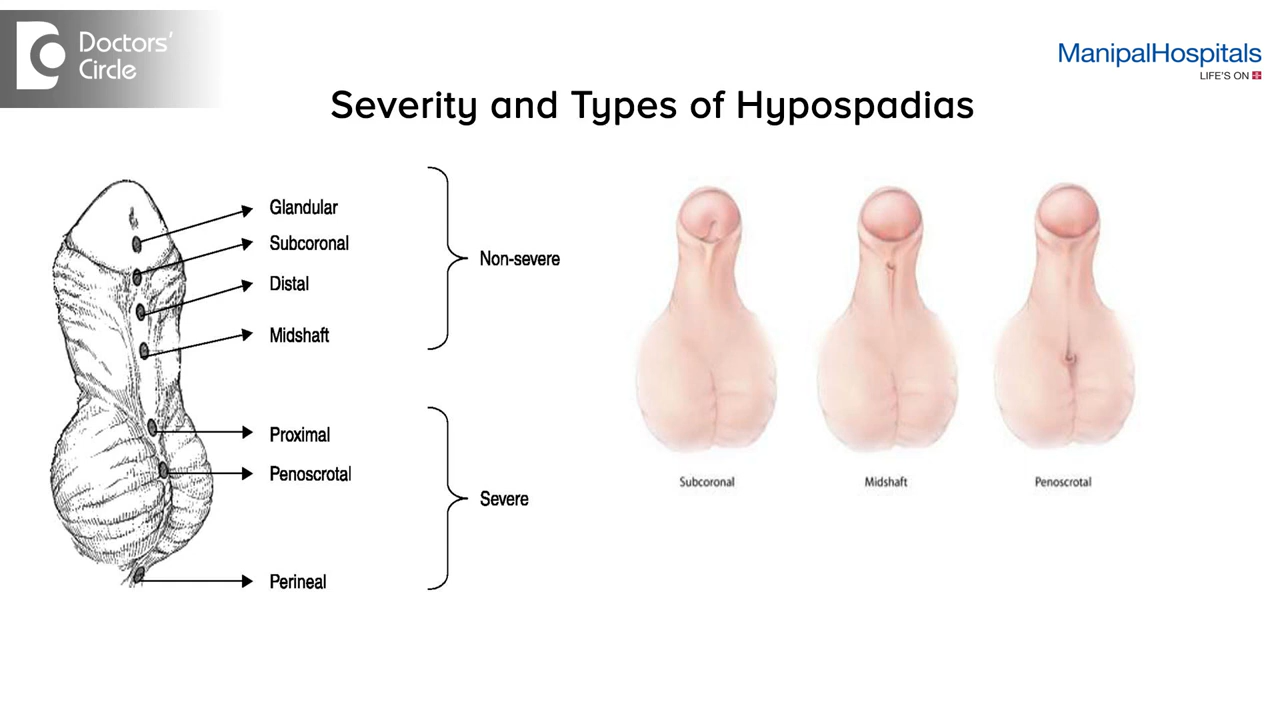 Doctors'
Circle
ManipalHospitals
LIFE'S ON
Severity and Types of Hypospadias
Glandular
Subcoronal
Distal
Midshaft
Non-severe
Proximal
Penoscrotal
Perineal
Severe
Subcoronal
Midshaft
Penoscrotal